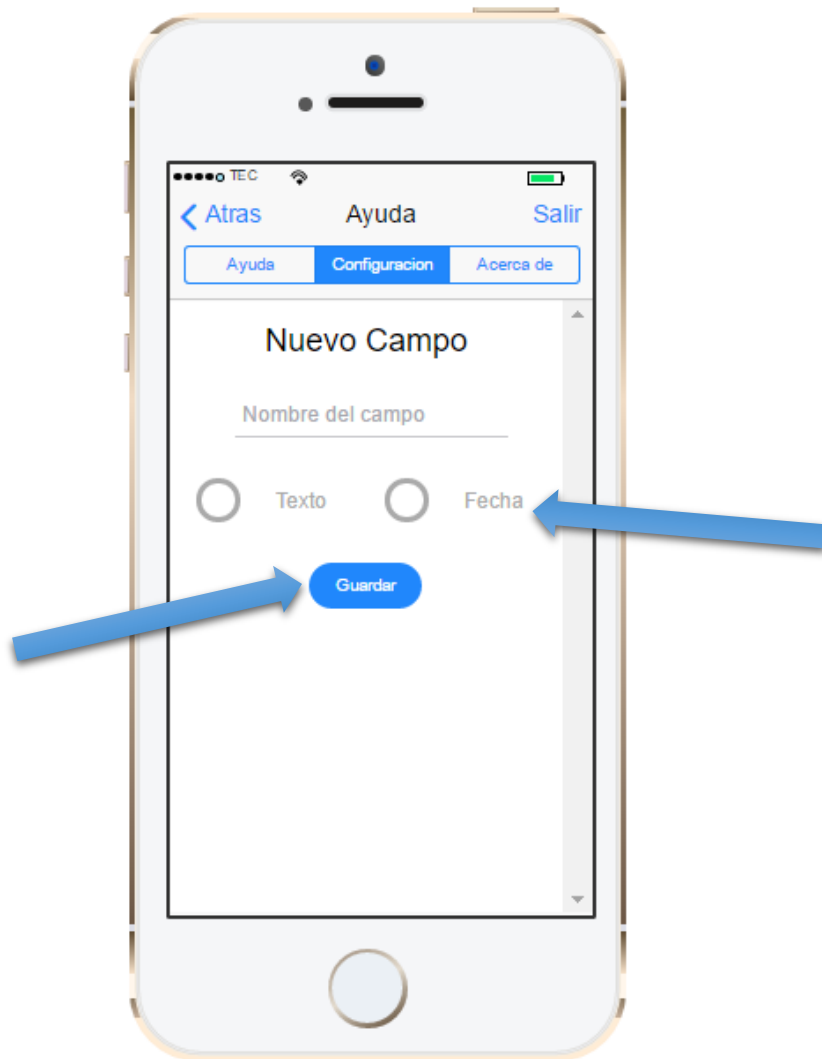 TEC
Atras Ayuda Salir
Ayuda Configuracion Acerca de
Nuevo Campo
Nombre del campo
Texto Fecha
Guardar